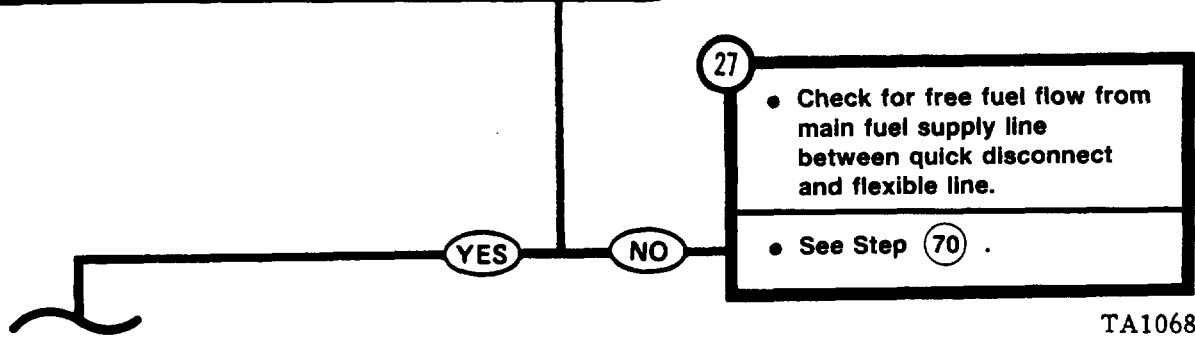 27
• Check for free fuel flow from
main fuel supply line
between quick disconnect
and flexible line.
• See Step 70 .
YES
NO
TA1068